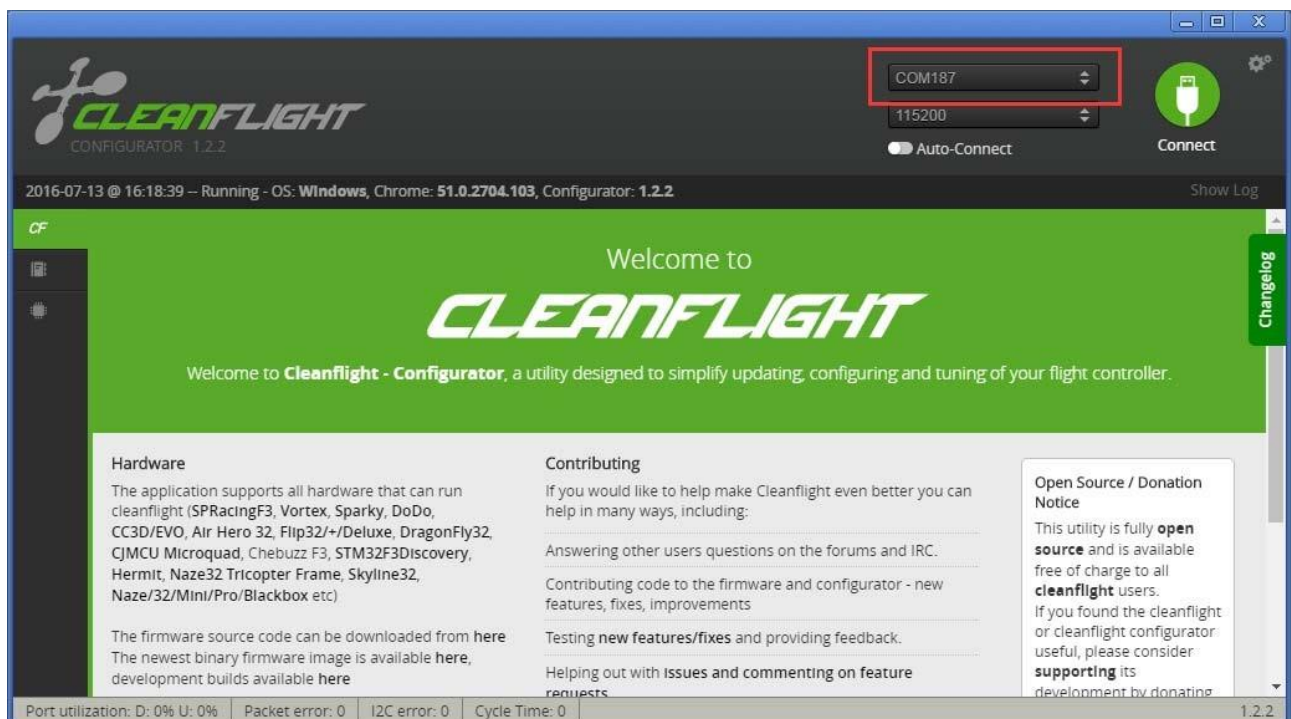 CLEANFLIGHT
CONFIGURATOR 1.2.2
COM187
115200
Auto-Connect
Connect
2016-07-13 @ 16:18:39 -- Running - OS: Windows, Chrome: 51.0.2704.103, Configurator: 1.2.2
Show Log
CF
Changelog
Welcome to
CLEANFLIGHT
Welcome to Cleanflight - Configurator, a utility designed to simplify updating, configuring and tuning of your flight controller.
Hardware
The application supports all hardware that can run
cleanflight (SPRacingF3, Vortex, Sparky, DoDo,
CC3D/EVO, Air Hero 32, Flip32/+/Deluxe, DragonFly32,
CJMCU Microquad, Chebuzz F3, STM32F3Discovery,
Hermit, Naze32 Tricopter Frame, Skyline32,
Naze/32/Mini/Pro/Blackbox etc)
The firmware source code can be downloaded from here
The newest binary firmware image is available here,
development builds available here
Contributing
If you would like to help make Cleanflight even better you can
help in many ways, including:
Answering other users questions on the forums and IRC.
Contributing code to the firmware and configurator - new
features, fixes, improvements
Testing new features/fixes and providing feedback.
Helping out with issues and commenting on feature
requests
Open Source / Donation
Notice
This utility is fully open
source and is available
free of charge to all
cleanflight users.
If you found the cleanflight
or cleanflight configurator
useful, please consider
supporting its
development by donating
Port utilization: D: 0% U: 0%
Packet error: 0
I2C error: 0
Cycle Time: 0
1.2.2